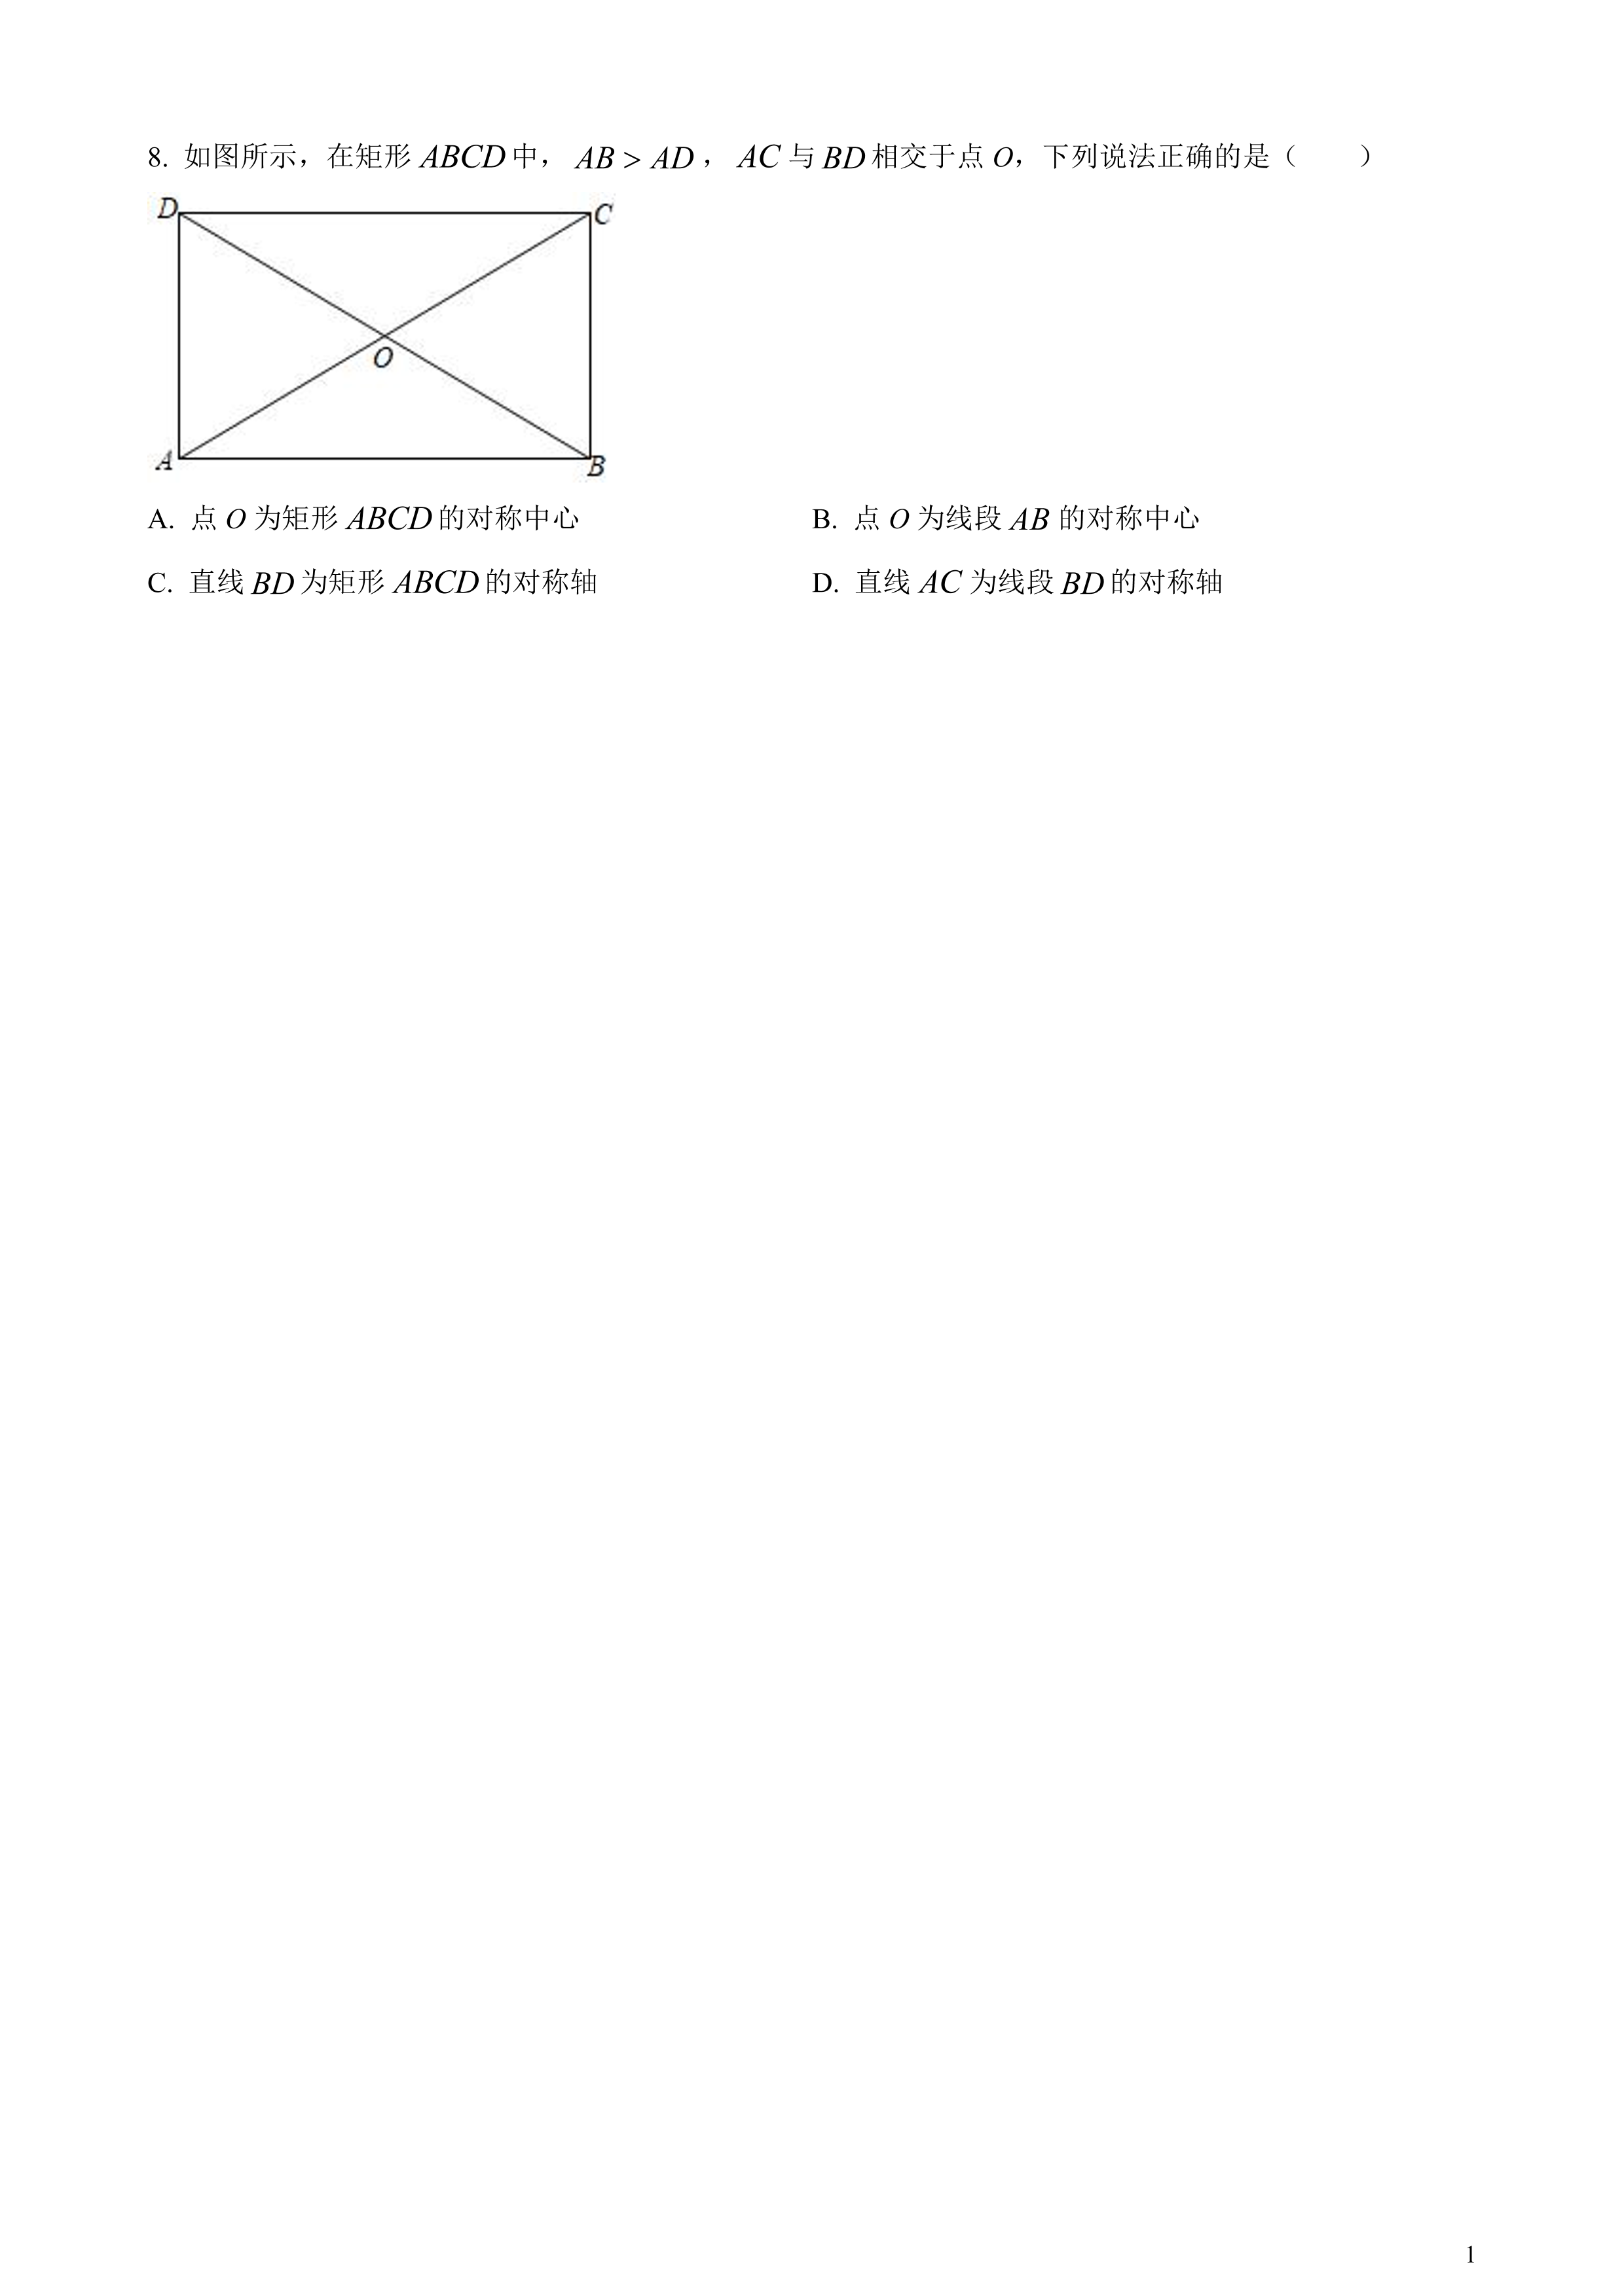 8. 如图所示，在矩形 ABCD 中， AB > AD ， AC 与 BD 相交于点 O，下列说法正确的是（　　）
D
C
O
A
B
A. 点 O 为矩形 ABCD 的对称中心 B. 点 O 为线段 AB 的对称中心
C. 直线 BD 为矩形 ABCD 的对称轴 D. 直线 AC 为线段 BD 的对称轴
1